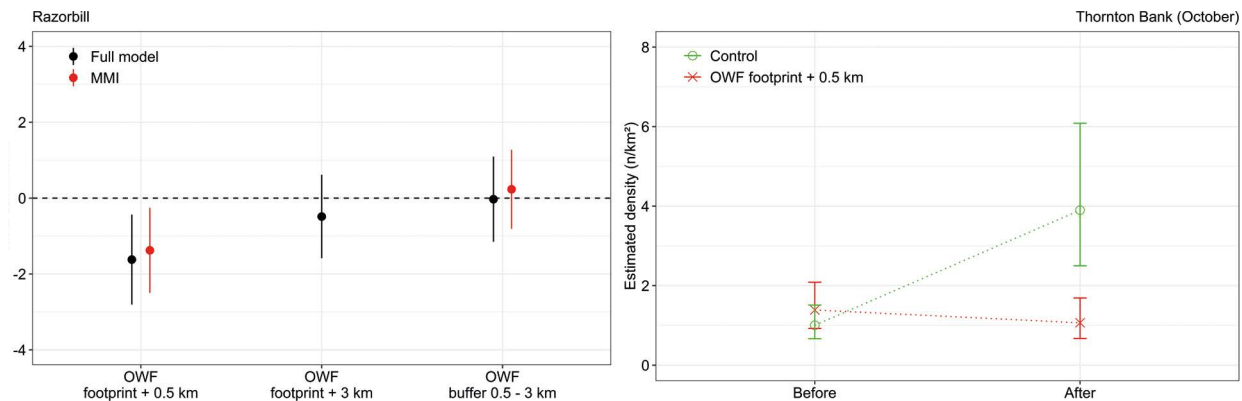 Razorbill
Full model
MMI
4
2
0
-2
-4
OWF
footprint + 0.5 km
OWF
footprint + 3 km
OWF
buffer 0.5 - 3 km
Thornton Bank (October)
Control
OWF footprint + 0.5 km
Estimated density (n/km²)
8
6
4
2
0
Before
After